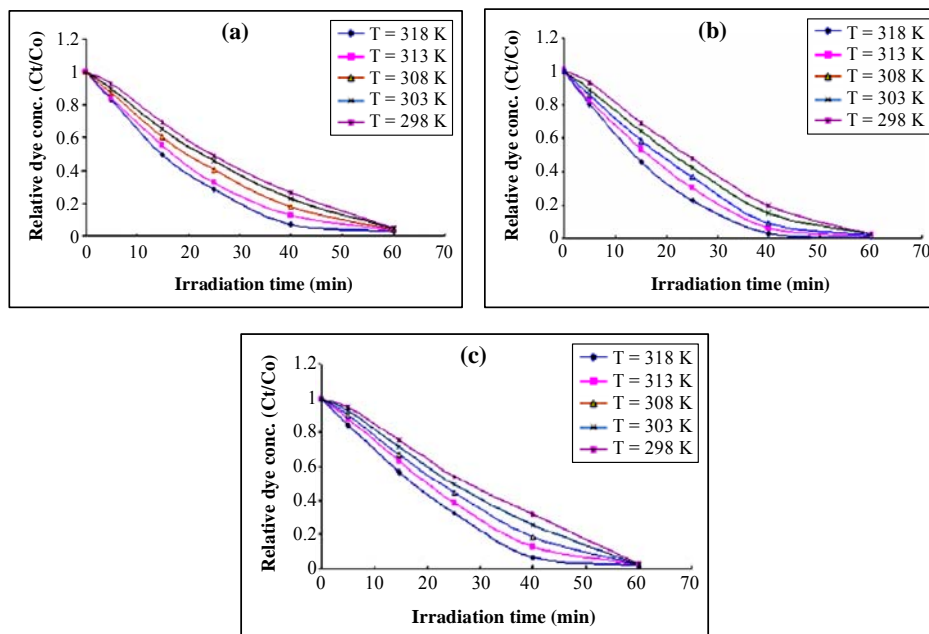 (a)
T = 318 K
T = 313 K
T = 308 K
T = 303 K
T = 298 K
Relative dye conc. (Ct/Co)
1.2
1
0.8
0.6
0.4
0.2
0
0 10 20 30 40 50 60 70
Irradiation time (min)
(b)
T = 318 K
T = 313 K
T = 308 K
T = 303 K
T = 298 K
Relative dye conc. (Ct/Co)
1.2
1
0.8
0.6
0.4
0.2
0
0 10 20 30 40 50 60 70
Irradiation time (min)
(c)
T = 318 K
T = 313 K
T = 308 K
T = 303 K
T = 298 K
Relative dye conc. (Ct/Co)
1.2
1
0.8
0.6
0.4
0.2
0
0 10 20 30 40 50 60 70
Irradiation time (min)